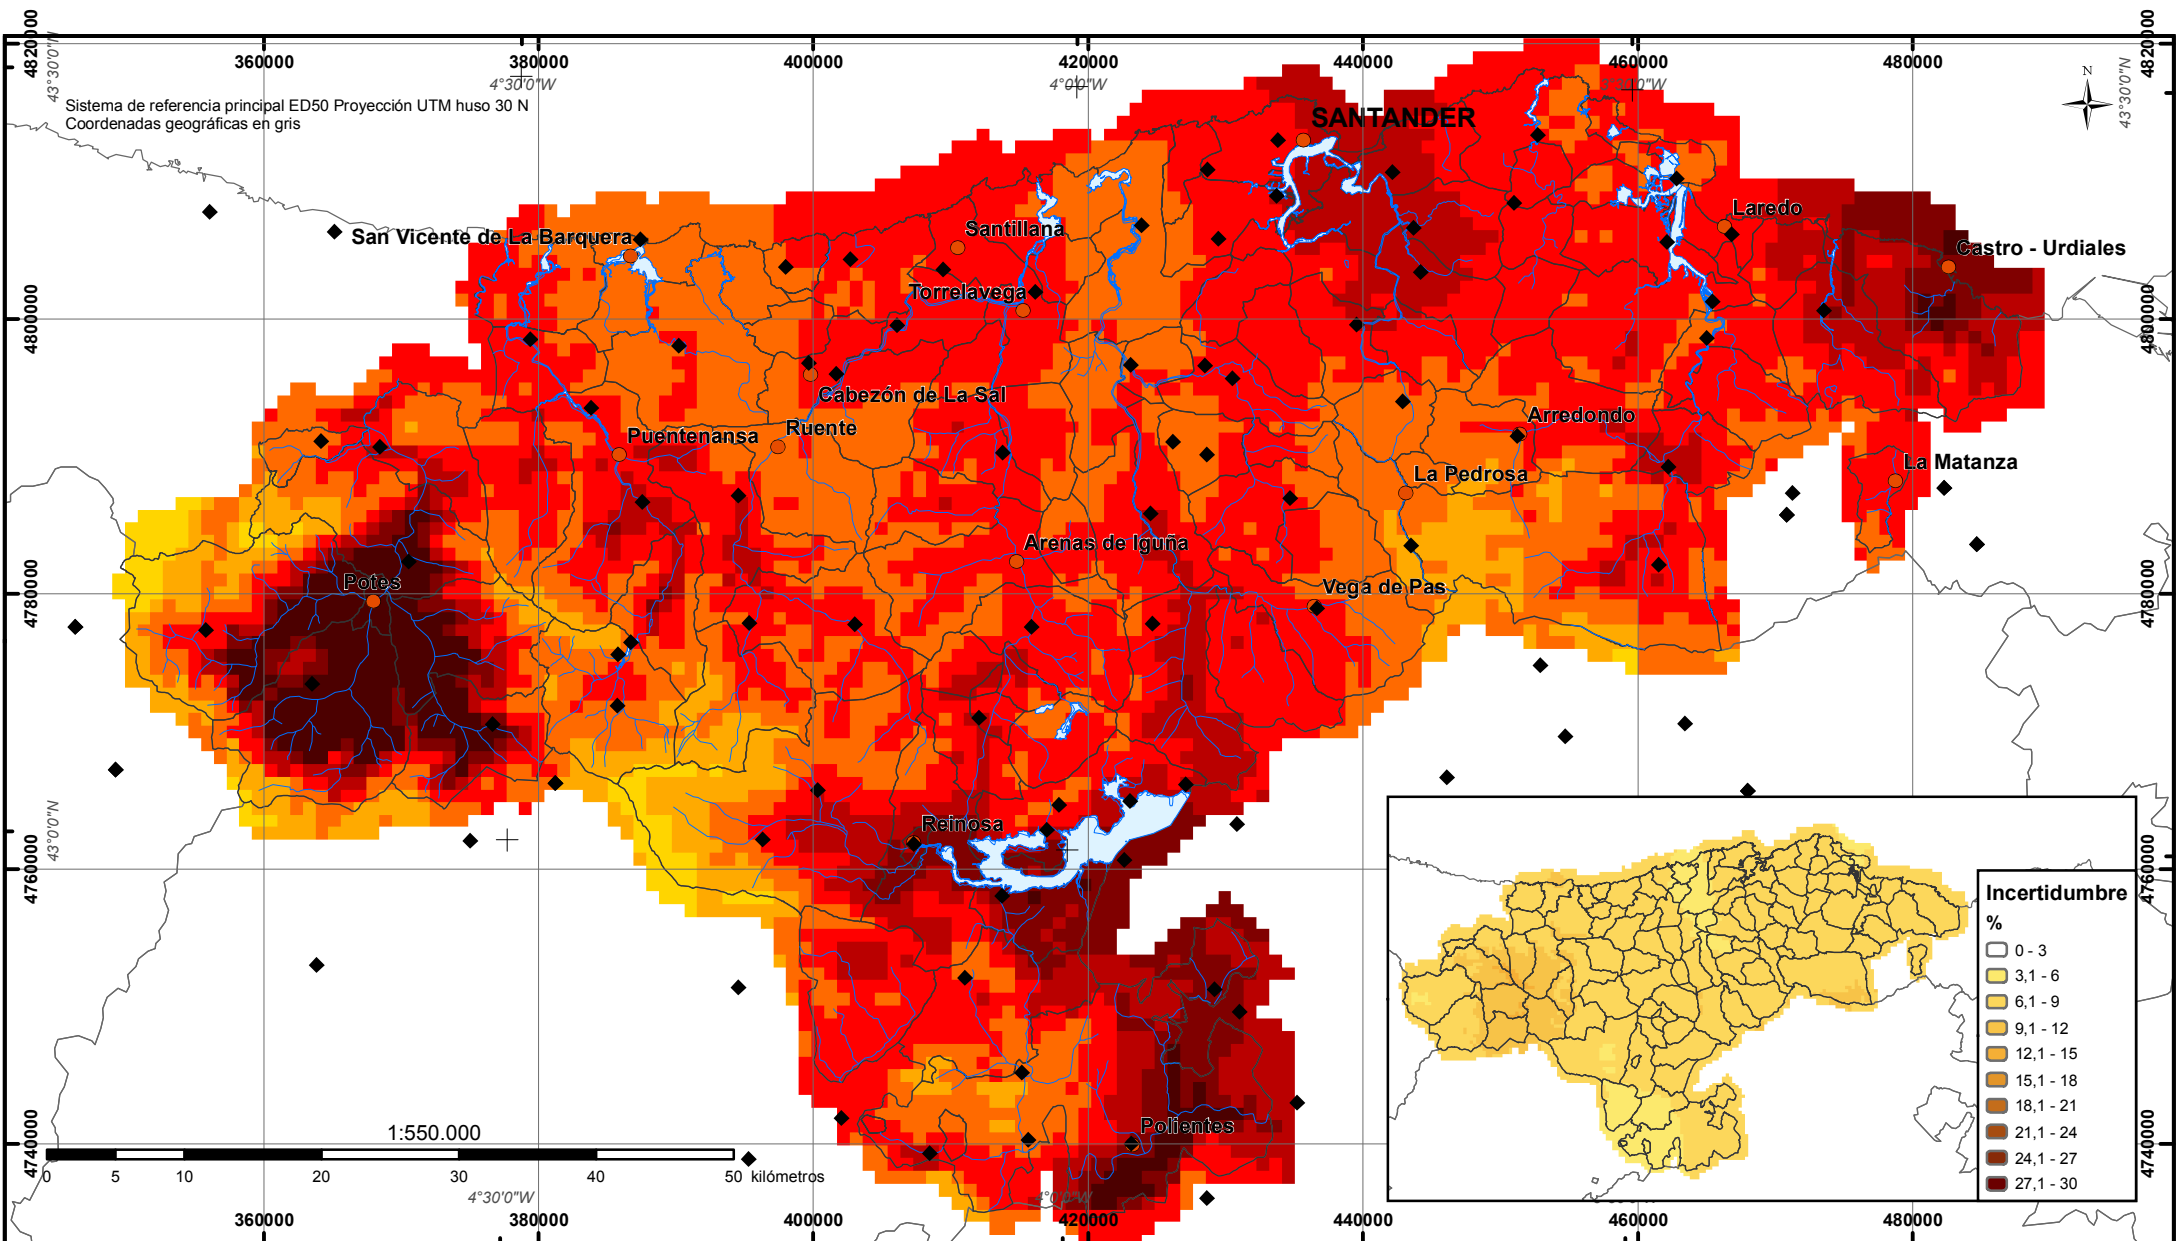 360000
380000
400000
420000
440000
460000
480000
4820000
4820000
43°30'0"N
4°30'0"W
4°00'0"W
43°30'0"N
Sistema de referencia principal ED50 Proyección UTM huso 30 N
Coordenadas geográficas en gris
N
SANTANDER
Laredo
San Vicente de La Barquera
Santillana
Castro - Urdiales
Torrelavega
4800000
4800000
Cabezón de La Sal
Puentenansa
Ruente
Arredondo
La Pedrosa
La Matanza
Arenas de Iguña
Potes
Vega de Pas
4780000
4780000
Reinosa
43°0'0"N
4760000
Incertidumbre
%
0 - 3
3,1 - 6
6,1 - 9
9,1 - 12
12,1 - 15
15,1 - 18
18,1 - 21
21,1 - 24
24,1 - 27
27,1 - 30
4760000
Polientes
4740000
4740000
1:550.000
0
5
10
20
30
40
50 kilómetros
4°30'0"W
4°0'0"W
360000
380000
400000
420000
440000
460000
480000